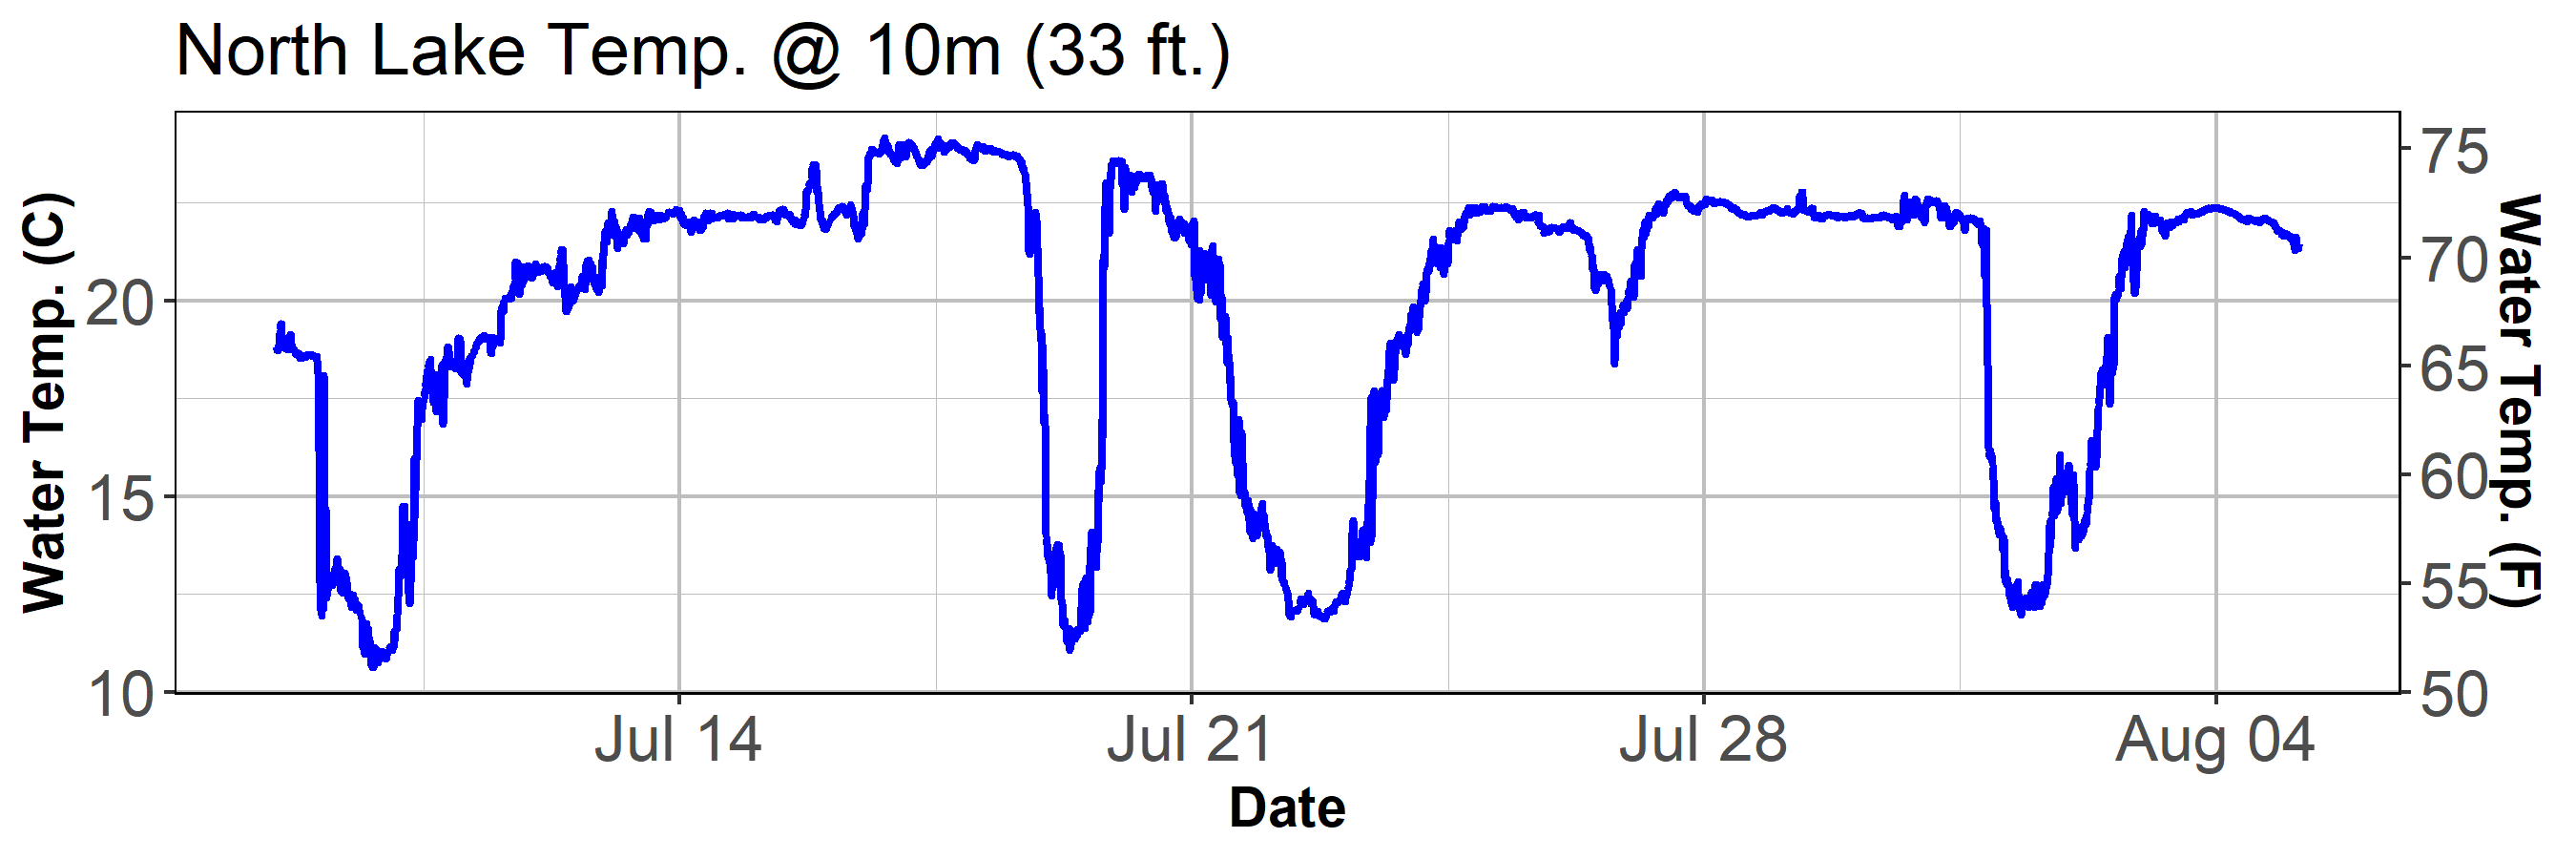 North Lake Temp. @ 10m (33 ft.)
Water Temp. (C)
20
15
10
75
70
65
60
55
50
Water Temp. (F)
Jul 14
Jul 21
Jul 28
Aug 04
Date